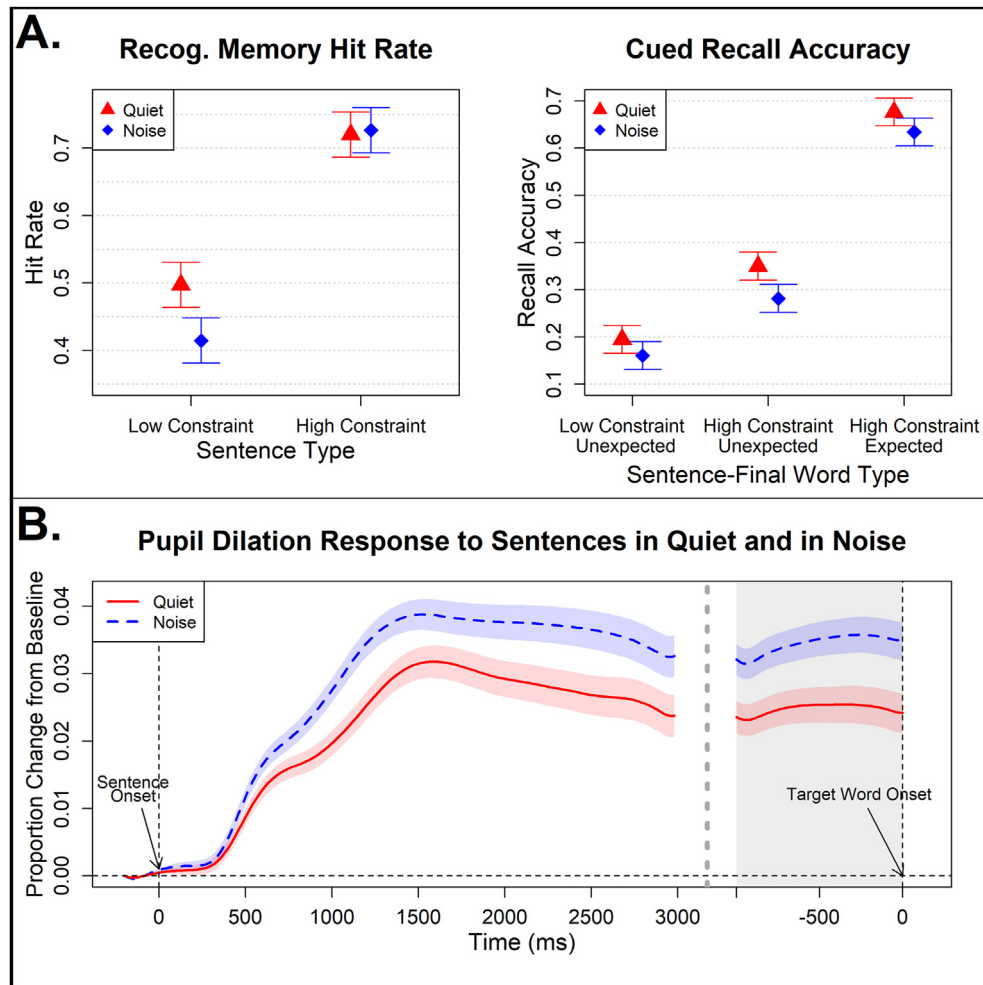 A.
Recog. Memory Hit Rate
Quiet
Noise
Hit Rate
0.7
0.6
0.5
0.4
Low Constraint
High Constraint
Sentence Type
Cued Recall Accuracy
Quiet
Noise
Recall Accuracy
0.7
0.6
0.5
0.4
0.3
0.2
0.1
Low Constraint
Unexpected
High Constraint
Unexpected
High Constraint
Expected
Sentence-Final Word Type
B.
Pupil Dilation Response to Sentences in Quiet and in Noise
Quiet
Noise
Proportion Change from Baseline
0.04
0.03
0.02
0.01
0.00
Sentence
Onset
Target Word Onset
0 500 1000 1500 2000 2500 3000 -500 0
Time (ms)